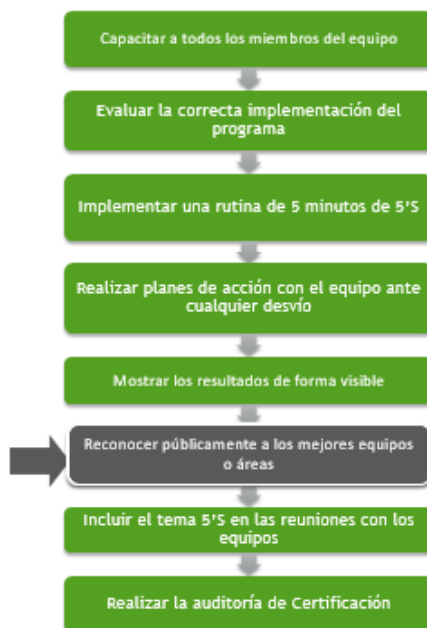 Capacitar a todos los miembros del equipo
Evaluar la correcta implementación del
programa
Implementar una rutina de 5 minutos de 5'S
Realizar planes de acción con el equipo ante
cualquier desvío
Mostrar los resultados de forma visible
Reconocer públicamente a los mejores equipos
o áreas
Incluir el tema 5'S en las reuniones con los
equipos
Realizar la auditoría de Certificación